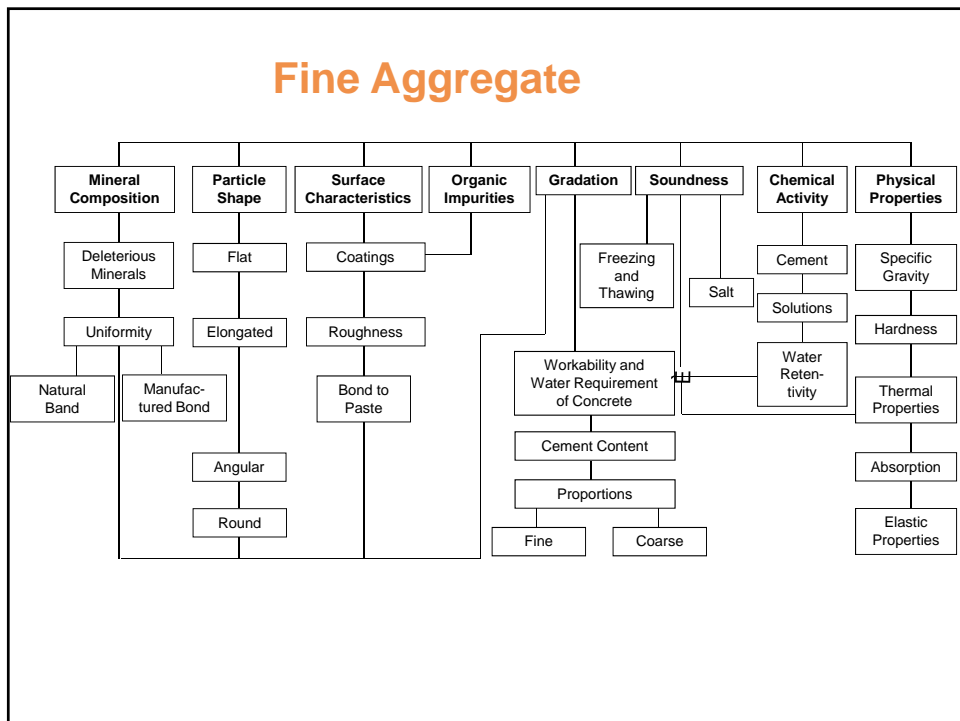 Fine Aggregate
Mineral
Composition
Particle
Shape
Surface
Characteristics
Organic
Impurities
Gradation
Soundness
Chemical
Activity
Physical
Properties
Deleterious
Minerals
Flat
Coatings
Freezing
and
Thawing
Salt
Cement
Specific
Gravity
Uniformity
Elongated
Roughness
Solutions
Hardness
Natural
Band
Manufac-
tured Bond
Bond to
Paste
Workability and
Water Requirement
of Concrete
Water
Reten-
tivity
Thermal
Properties
Cement Content
Angular
Absorption
Proportions
Round
Fine
Coarse
Elastic
Properties